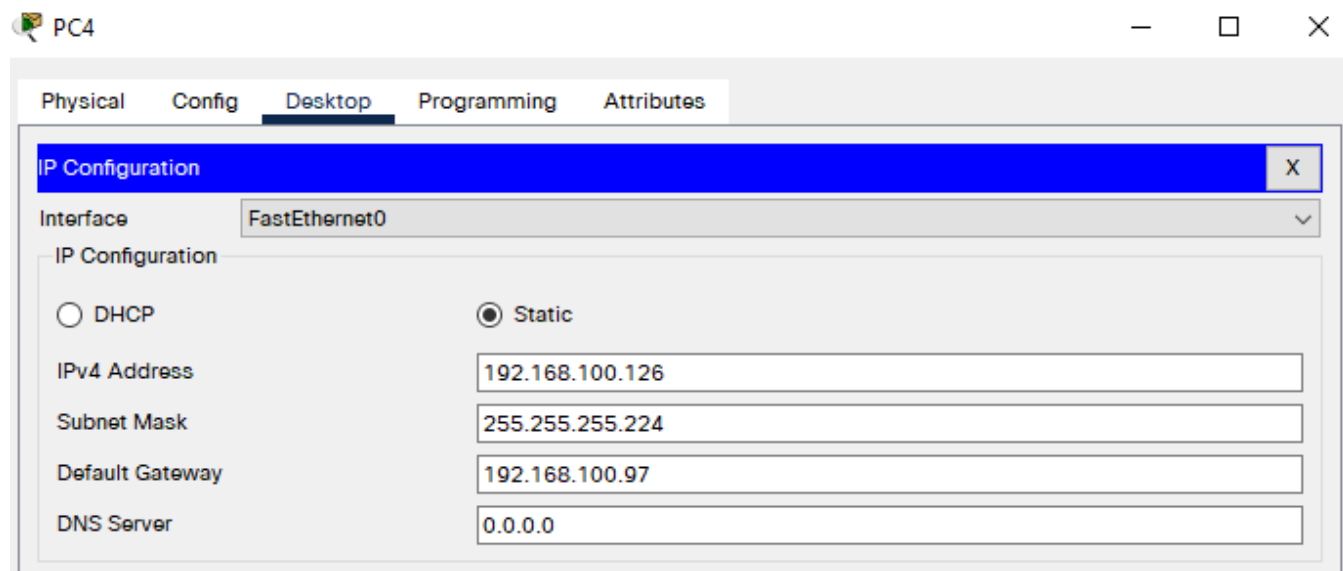 PC4
Physical Config Desktop Programming Attributes
IP Configuration X
Interface FastEthernet0
IP Configuration
DHCP Static
IPv4 Address 192.168.100.126
Subnet Mask 255.255.255.224
Default Gateway 192.168.100.97
DNS Server 0.0.0.0